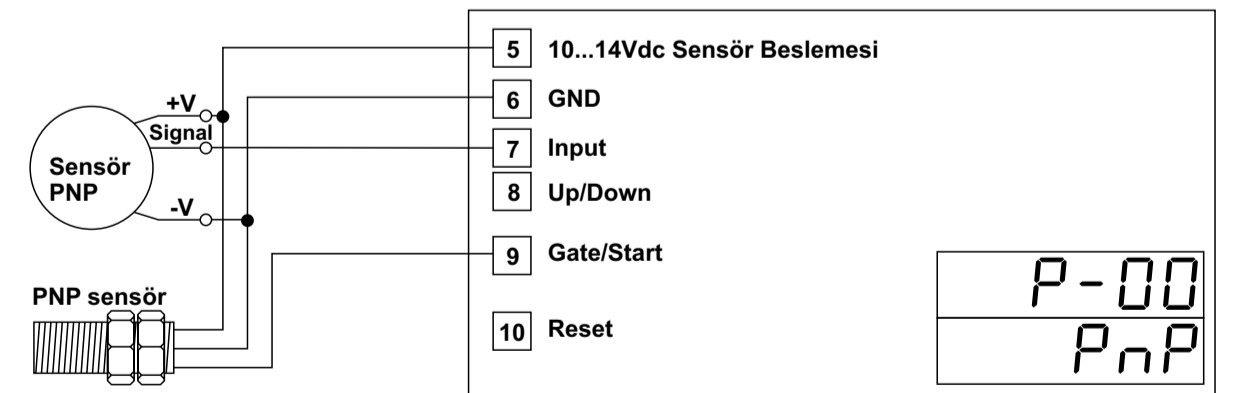 5 10...14Vdc Sensör Beslemesi
+V
6 GND
Signal
7 Input
Sensör
PNP
8 Up/Down
-V
9 Gate/Start
PNP sensör
P-00
10 Reset
PnP